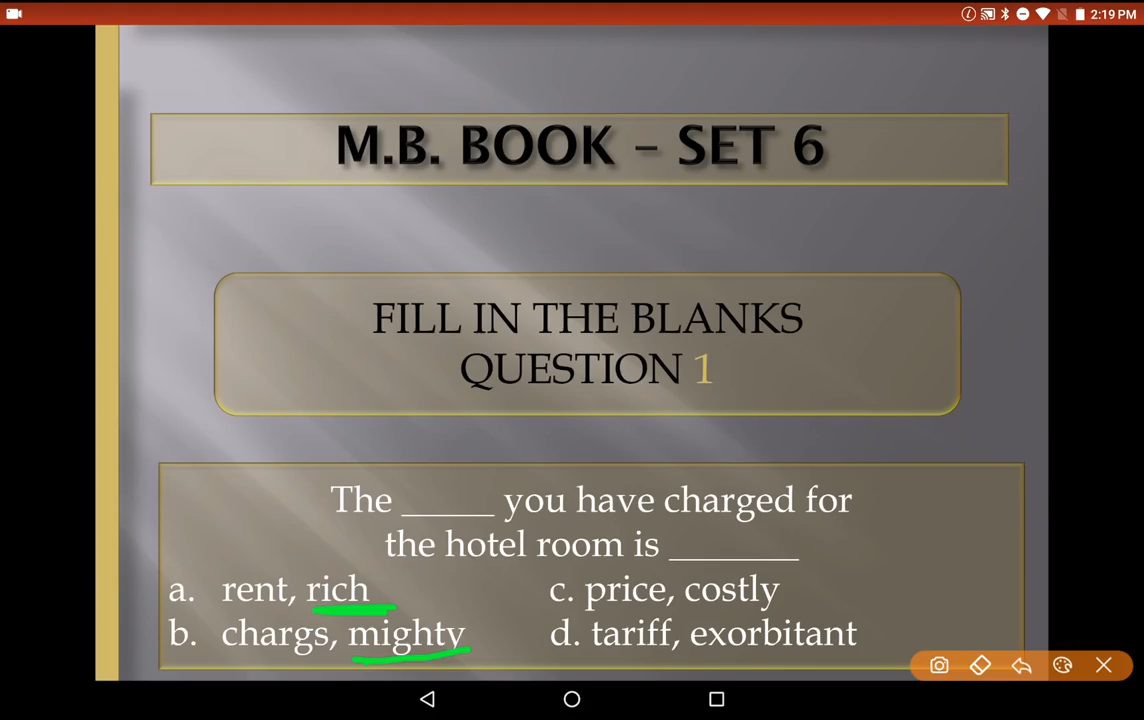 2:19 PM
M.B. BOOK – SET 6
FILL IN THE BLANKS
QUESTION 1
The _____ you have charged for
the hotel room is _______
a. rent, rich
b. chargs, mighty
c. price, costly
d. tariff, exorbitant